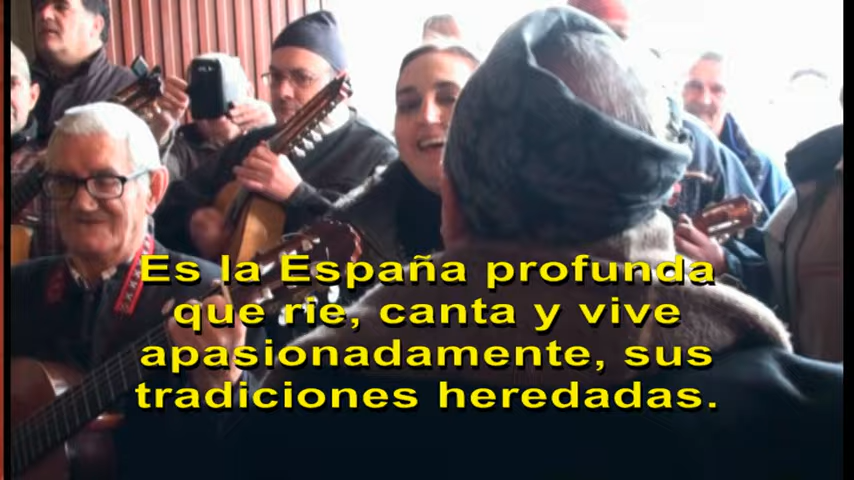 Es la España profunda
que ríe, canta y vive
apasionadamente, sus
tradiciones heredadas.